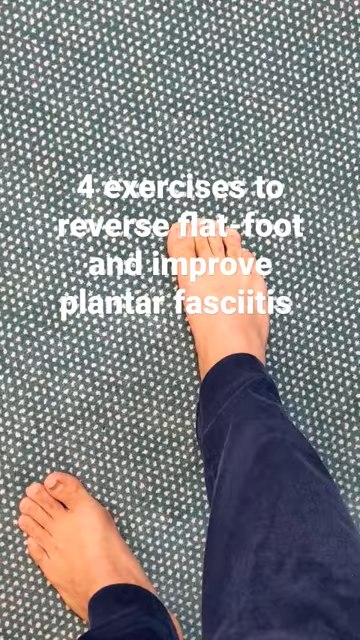 4 exercises to
reverse flat-foot
and improve
plantar fasciitis